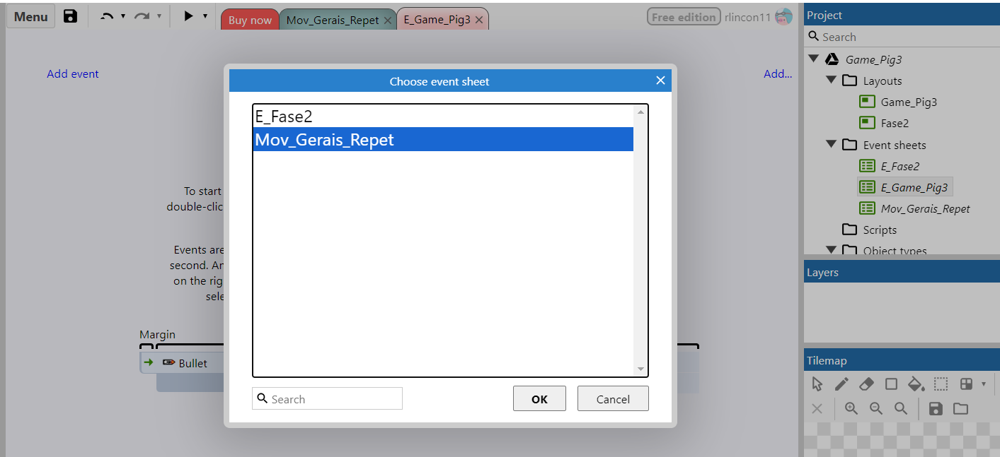 Menu
Buy now
Mov_Gerais_Repet
E_Game_Pig3
Free edition
rlincon11
Add event
Add...
To start
double-clic
Events are
second. An
on the rig
sele
Margin
Bullet
Choose event sheet
E_Fase2
Mov_Gerais_Repet
Search
OK
Cancel
Project
Search
Game_Pig3
Layouts
Game_Pig3
Fase2
Event sheets
E_Fase2
E_Game_Pig3
Mov_Gerais_Repet
Scripts
Object types
Layers
Tilemap